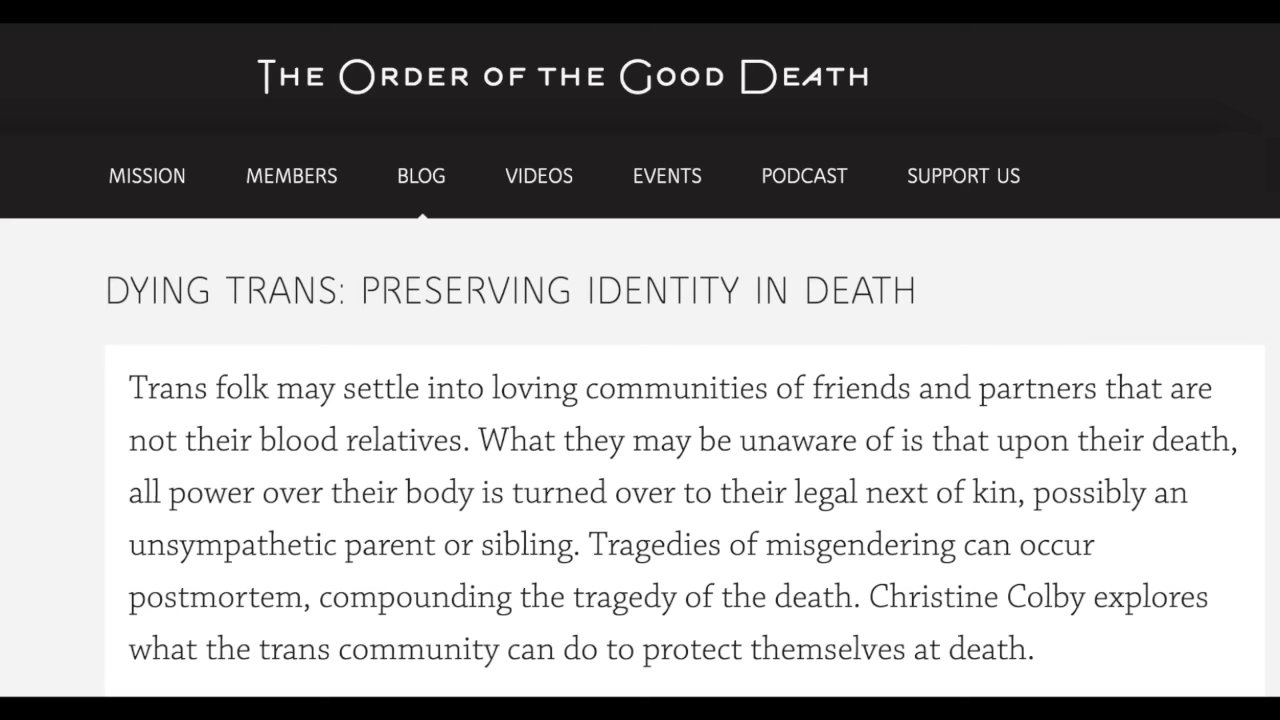 THE ORDER OF THE GOOD DEATH
MISSION MEMBERS BLOG VIDEOS EVENTS PODCAST SUPPORT US
DYING TRANS: PRESERVING IDENTITY IN DEATH
Trans folk may settle into loving communities of friends and partners that are
not their blood relatives. What they may be unaware of is that upon their death,
all power over their body is turned over to their legal next of kin, possibly an
unsympathetic parent or sibling. Tragedies of misgendering can occur
postmortem, compounding the tragedy of the death. Christine Colby explores
what the trans community can do to protect themselves at death.